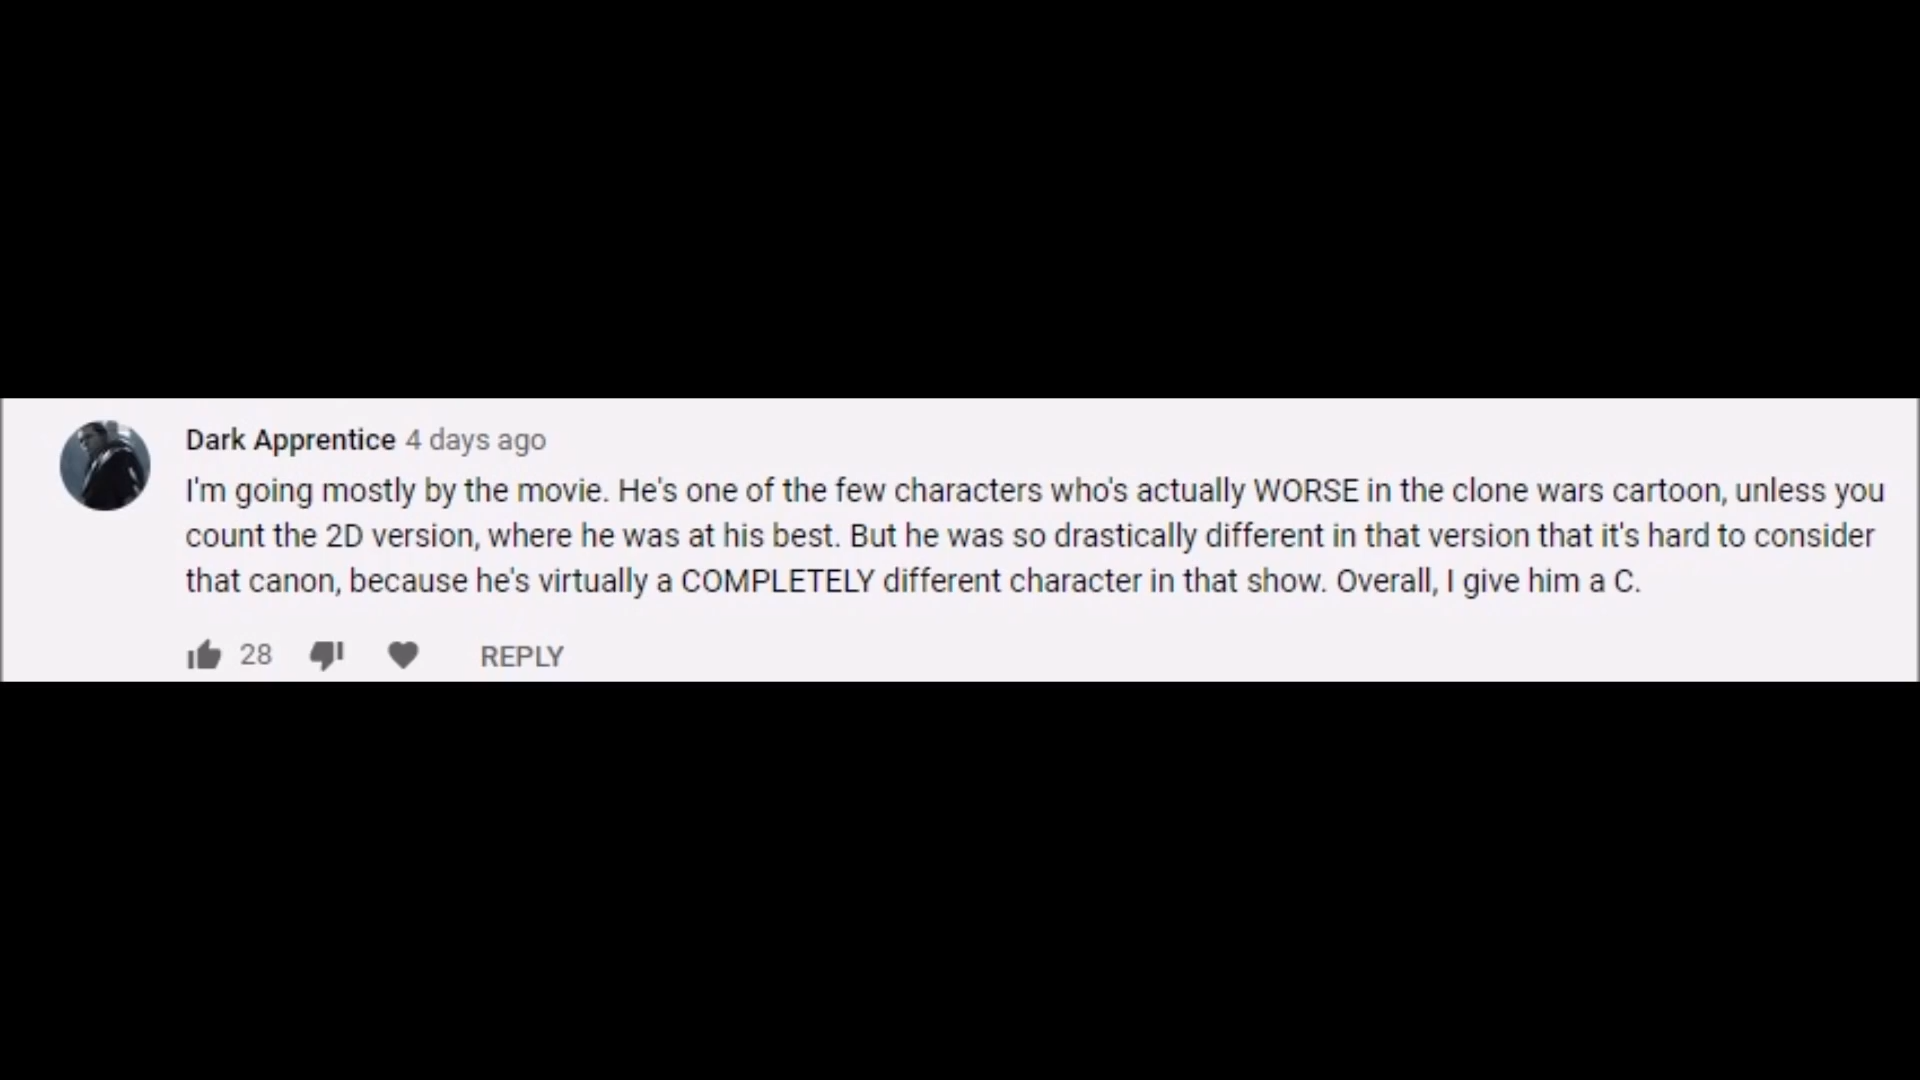 Dark Apprentice 4 days ago
I'm going mostly by the movie. He's one of the few characters who's actually WORSE in the clone wars cartoon, unless you
count the 2D version, where he was at his best. But he was so drastically different in that version that it's hard to consider
that canon, because he's virtually a COMPLETELY different character in that show. Overall, I give him a C.
28 REPLY